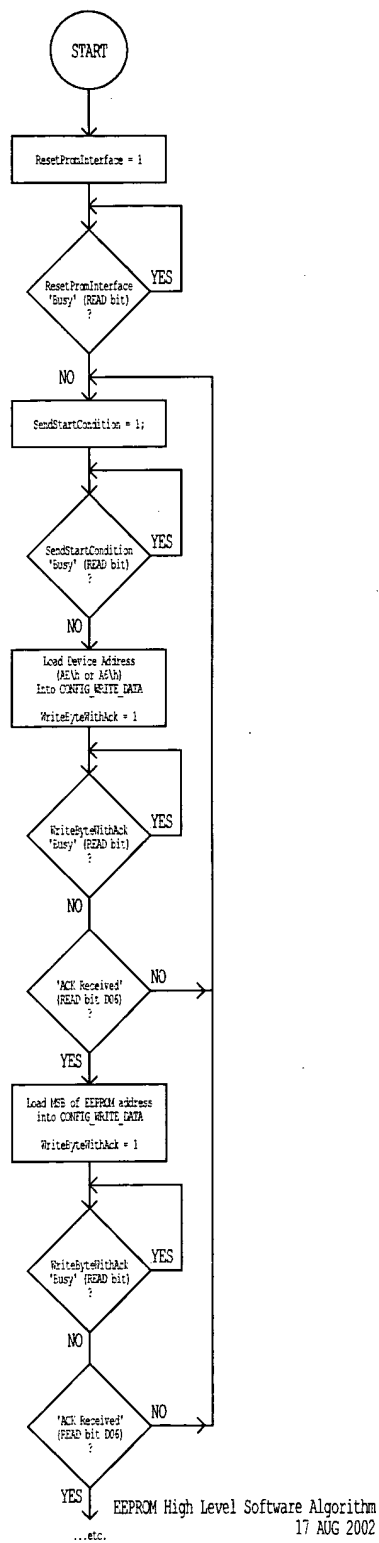 START
ResetPromInterface = 1
ResetPromInterface
'Busy' (READ bit)
?
YES
NO
SendStartCondition = 1;
SendStartCondition
'Busy' (READ bit)
?
YES
NO
Load Device Address
(AE\h or A6\h)
Into CONFIG_WRITE_DATA
WriteByteWithAck = 1
WriteByteWithAck
'Busy' (READ bit)
?
YES
NO
'ACK Received'
(READ bit D06)
?
NO
YES
Load MSB of EEPROM address
into CONFIG_WRITE_DATA
WriteByteWithAck = 1
WriteByteWithAck
'Busy' (READ bit)
?
YES
NO
'ACK Received'
(READ bit D06)
?
NO
YES
...etc.
EEPROM High Level Software Algorithm
17 AUG 2002